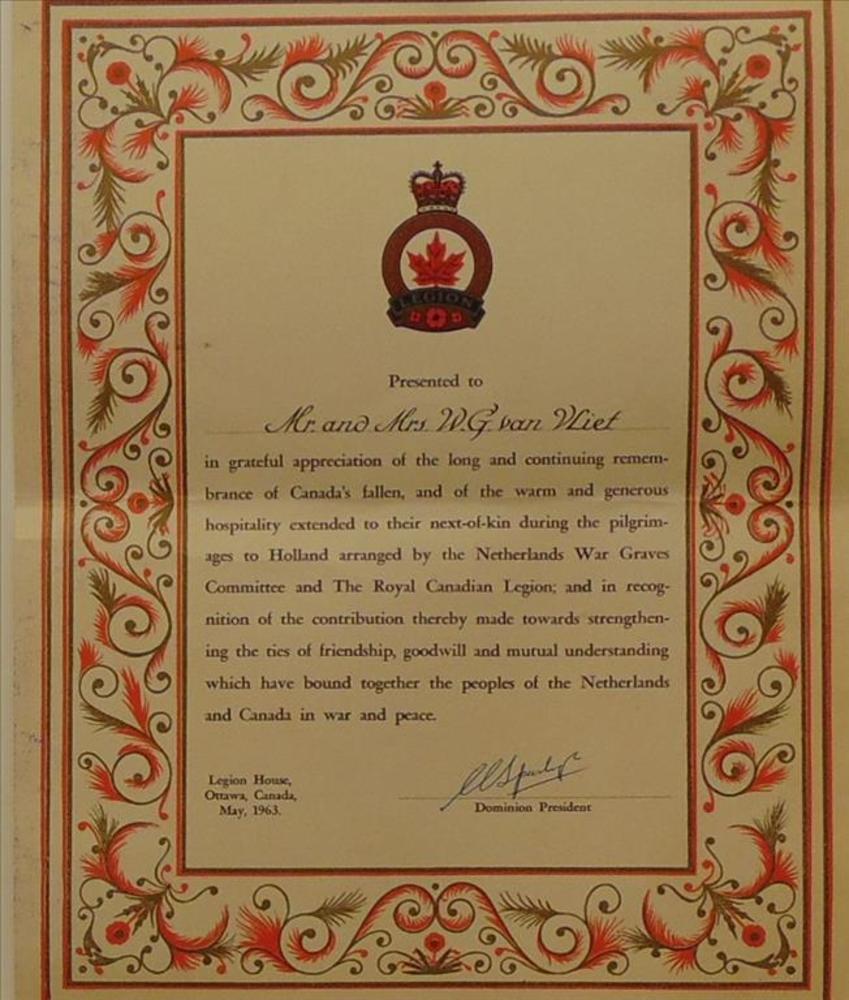 LEGION
Presented to
Mr. and Mrs. W.G. van Vliet
in grateful appreciation of the long and continuing remem-
brance of Canada's fallen, and of the warm and generous
hospitality extended to their next-of-kin during the pilgrim-
ages to Holland arranged by the Netherlands War Graves
Committee and The Royal Canadian Legion; and in recog-
nition of the contribution thereby made towards strengthen-
ing the ties of friendship, goodwill and mutual understanding
which have bound together the peoples of the Netherlands
and Canada in war and peace.
Legion House,
Ottawa, Canada,
May, 1963.
Dominion President